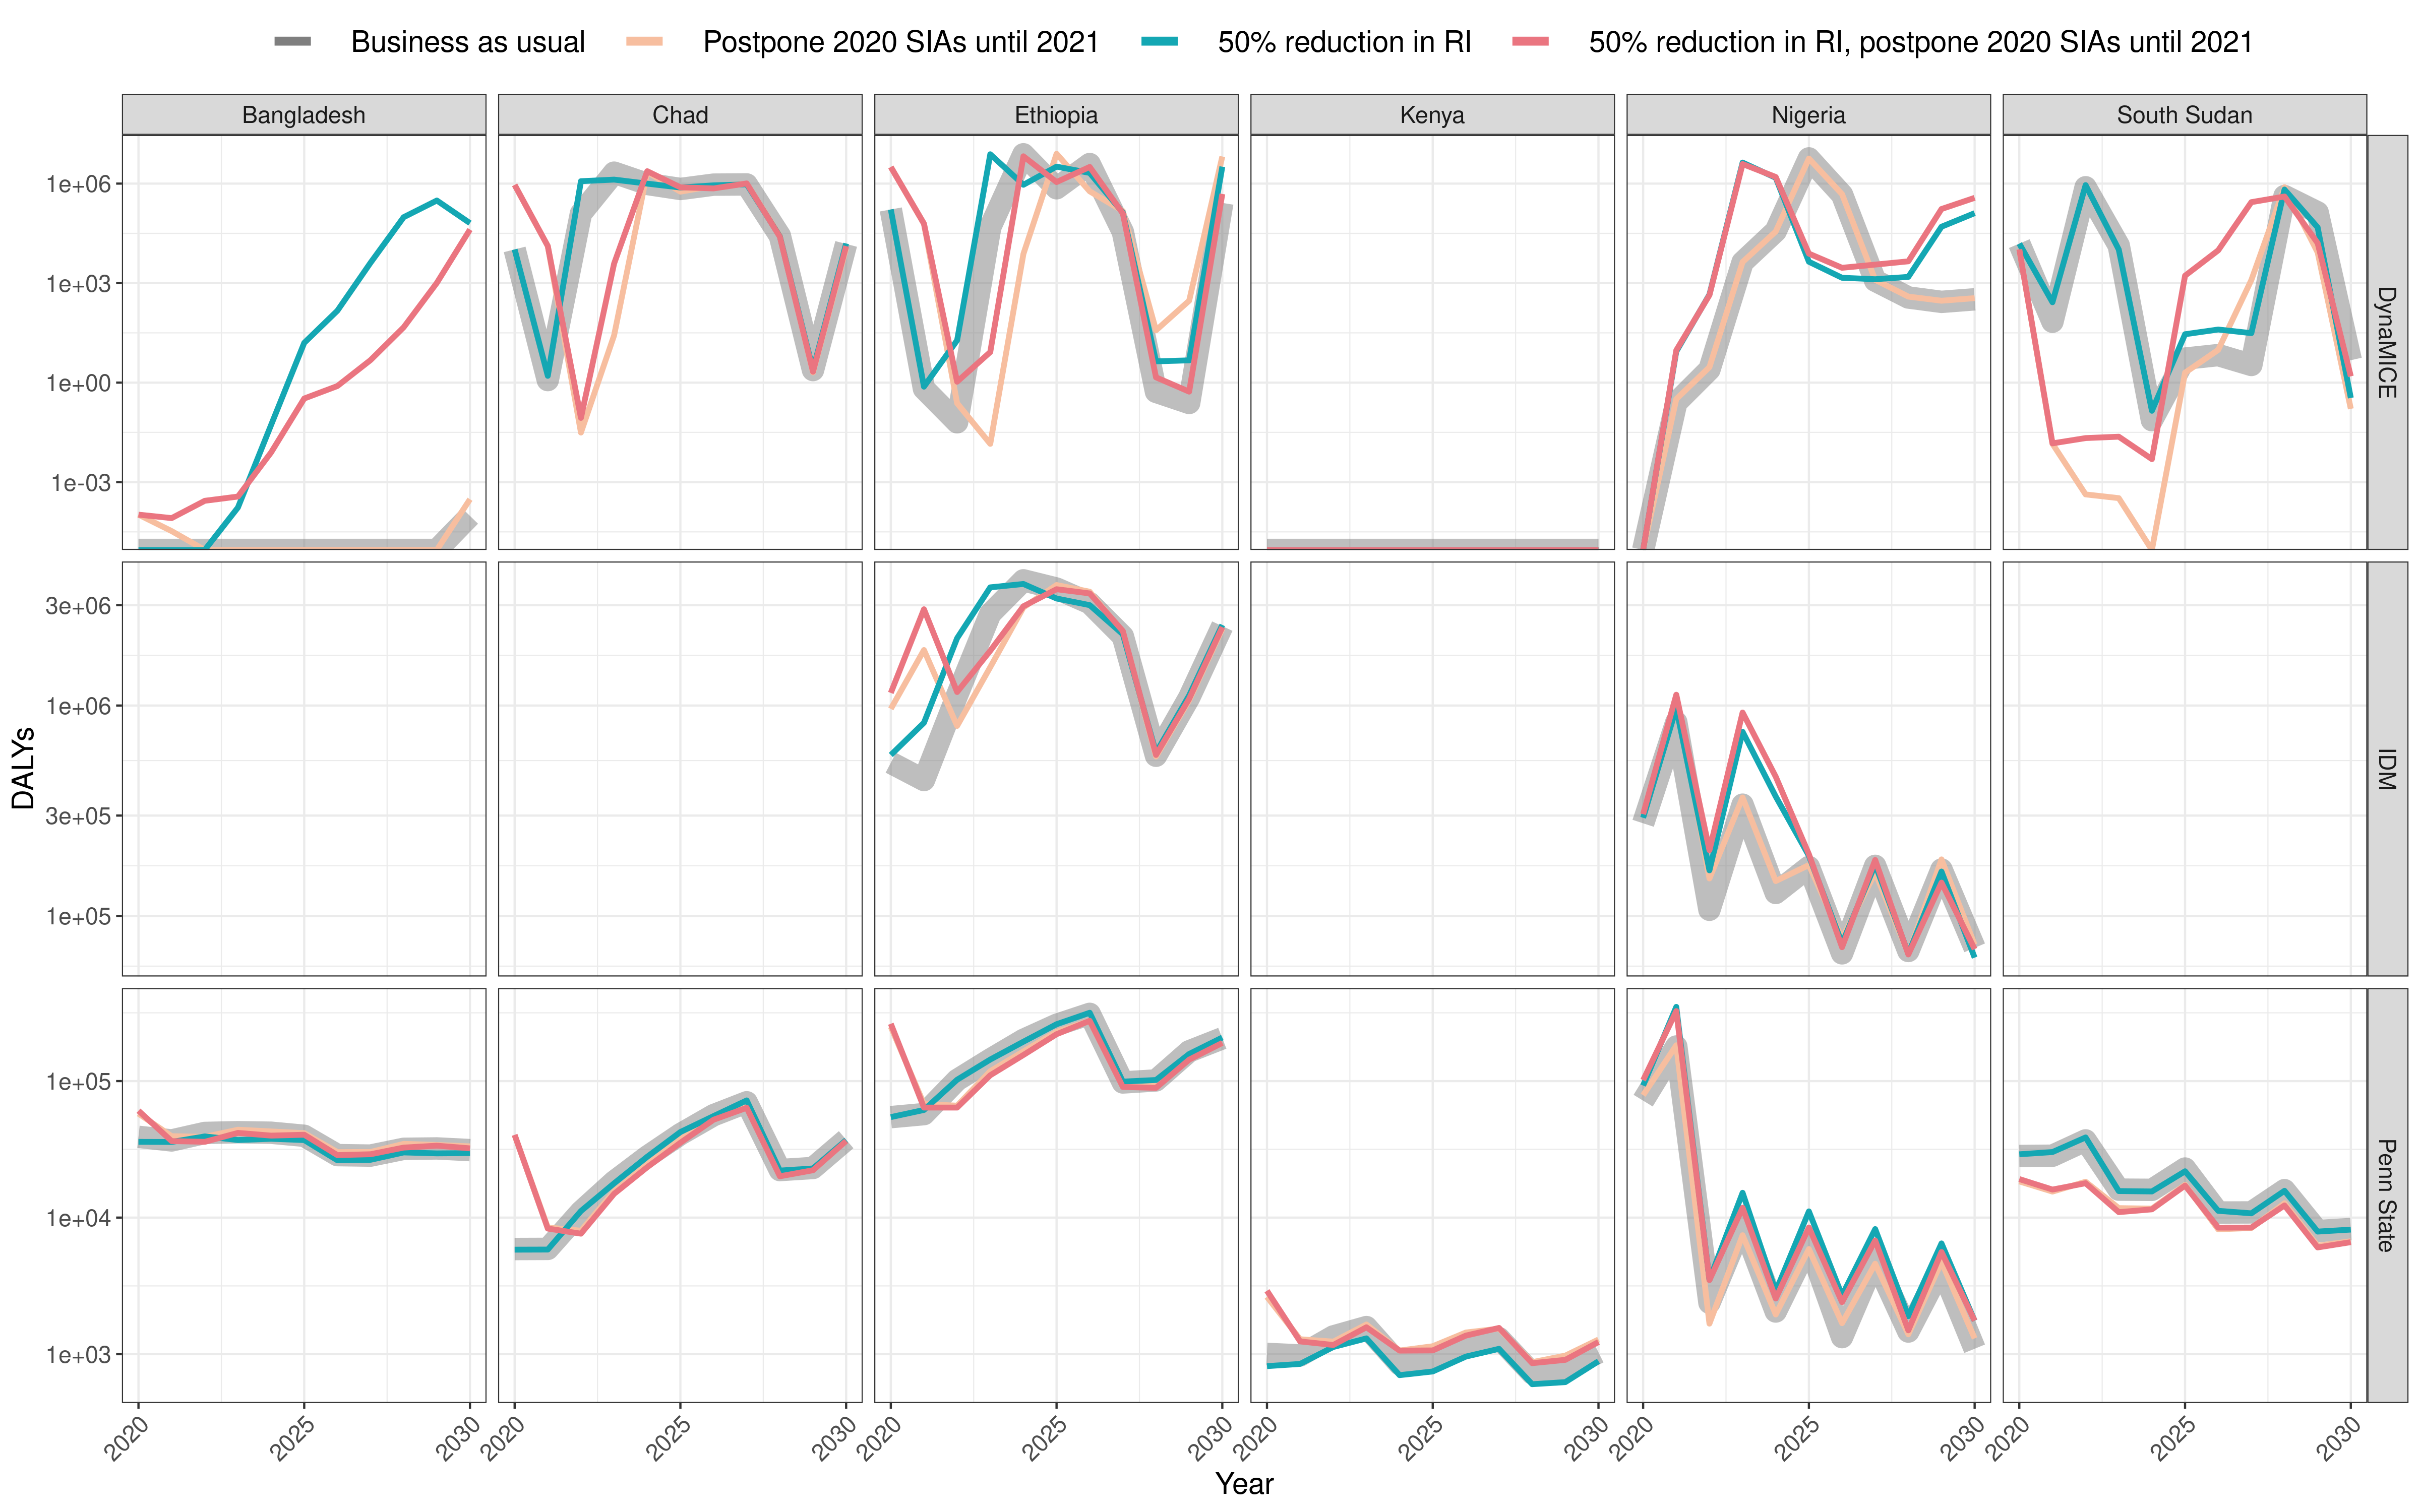 Business as usual Postpone 2020 SIAs until 2021 50% reduction in RI 50% reduction in RI, postpone 2020 SIAs until 2021
Bangladesh Chad Ethiopia Kenya Nigeria South Sudan
1e+06
1e+03
1e+00
1e-03
DynaMICE
3e+06
1e+06
3e+05
1e+05
IDM
DALYs
1e+05
1e+04
1e+03
Penn State
2020 2025 2030 2020 2025 2030 2020 2025 2030 2020 2025 2030 2020 2025 2030 2020 2025 2030
Year